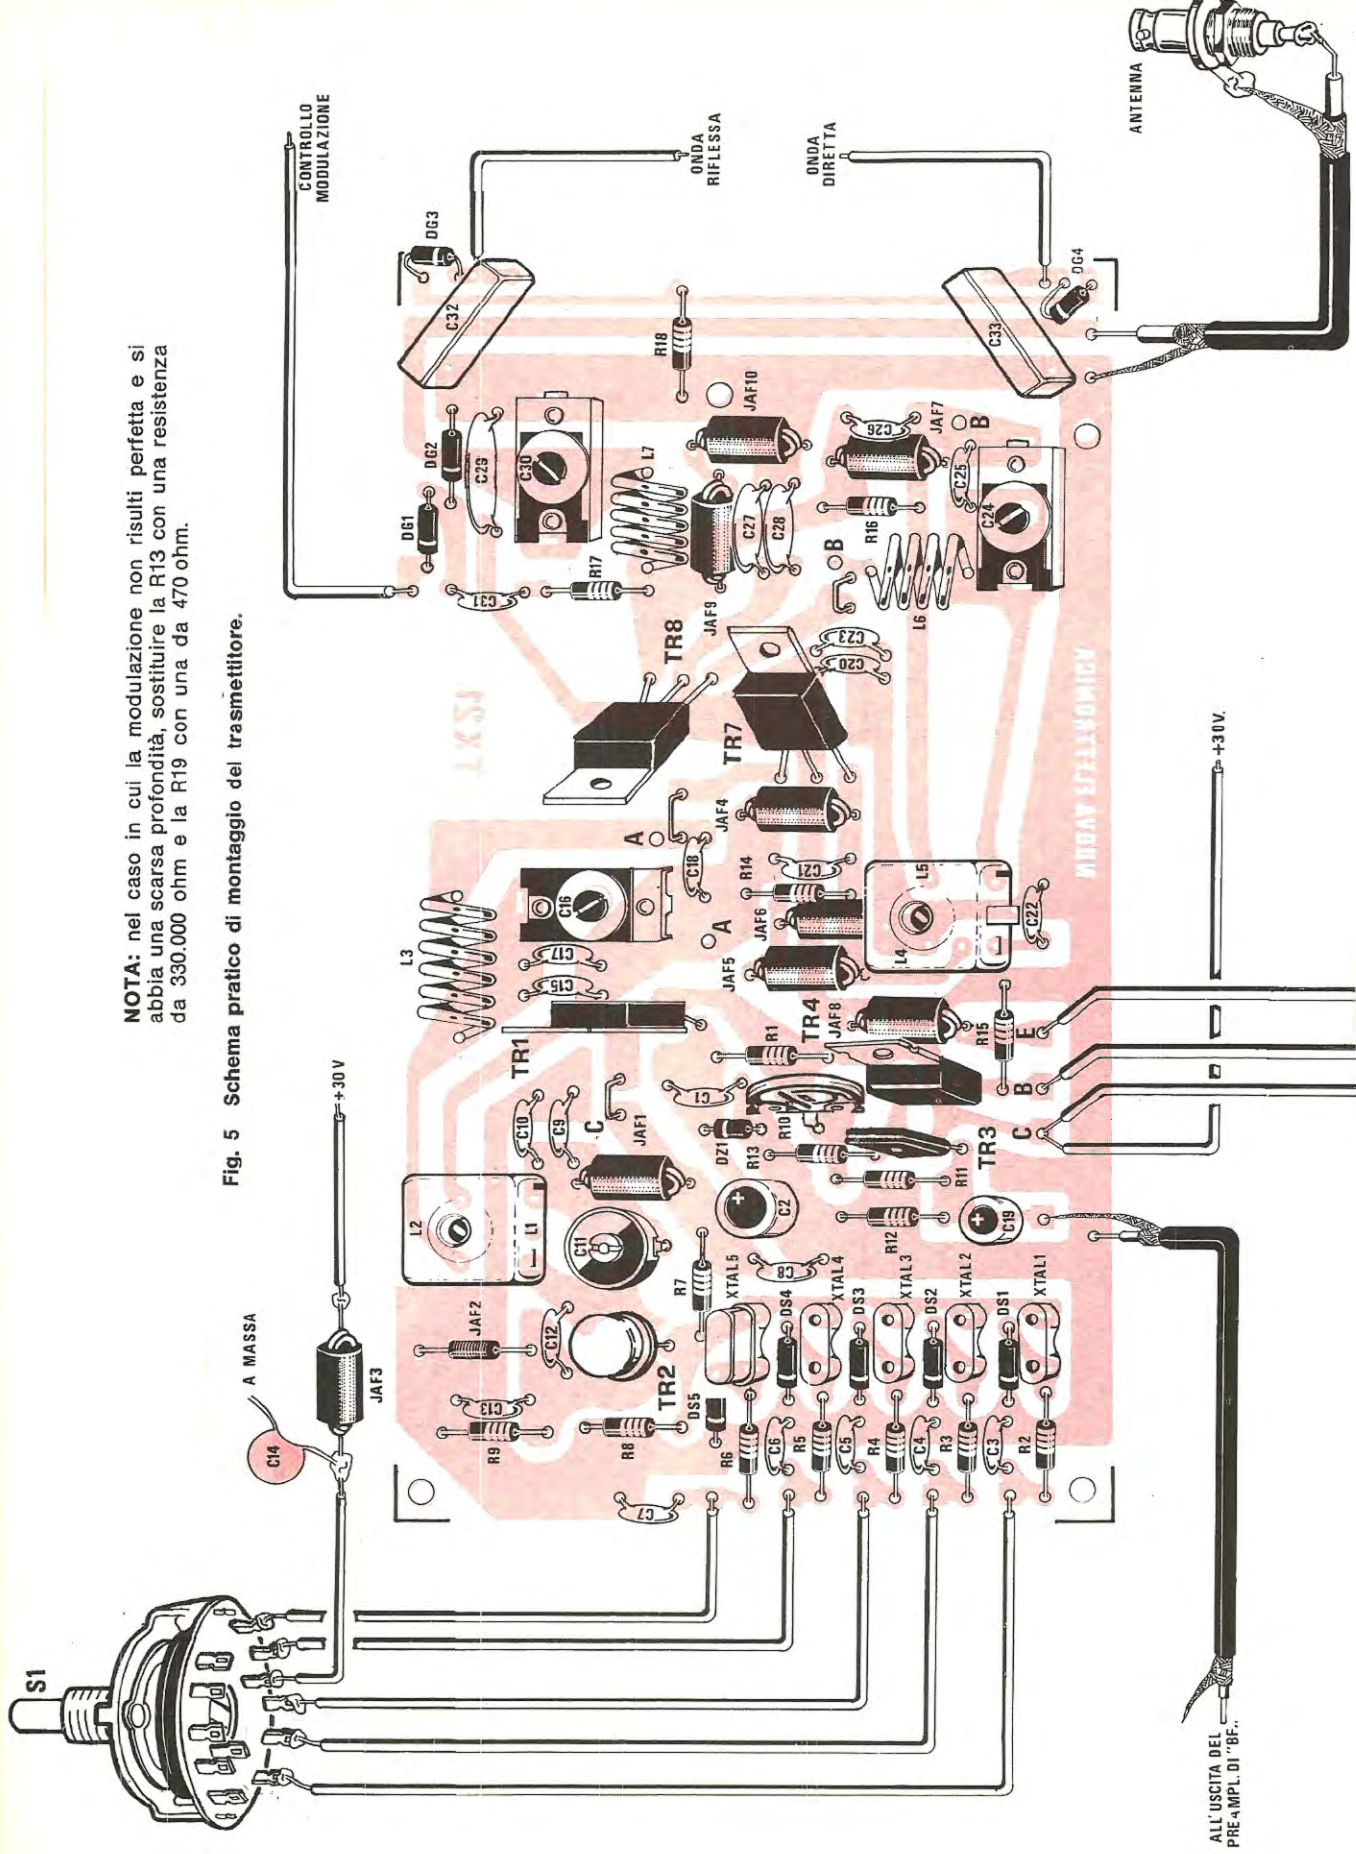 NOTA: nel caso in cui la modulazione non risulti perfetta e si
abbia una scarsa profondità, sostituire la R13 con una resistenza
da 330.000 ohm e la R19 con una da 470 ohm.
Fig. 5 Schema pratico di montaggio del trasmettitore.
S1
C14
A MASSA
JAF3
+30 V
CONTROLLO
MODULAZIONE
ONDA
RIFLESSA
ONDA
DIRETTA
ANTENNA
L2
L1
L3
DG1
DG2
C29
C32
DG3
JAF2
C13
R9
C12
C11
JAF1
C10
C9
C
TR1
C15
C17
C16
C31
R17
C30
L7
R18
R8
TR2
R7
C7
A
C18
A
TR8
JAF9
C27
C28
JAF10
DS5
XTAL5
C2
DZ1
C1
R1
R13
R10
JAF5
JAF6
R14
C21
JAF4
TR7
C20
C23
B
R16
C26
JAF7
B
R6
C6
DS4
C8
XTAL4
R5
C5
DS3
R12
R11
TR4
JAF8
L4
L5
L6
C25
C24
C33
DG4
R4
XTAL3
C4
DS2
C19
TR3
R3
XTAL2
C3
DS1
R15
C22
R2
XTAL1
C
B
E
TX27
NUOVA ELETTRONICA
+30V.
ALL'USCITA DEL
PREAMPL. DI "BF„